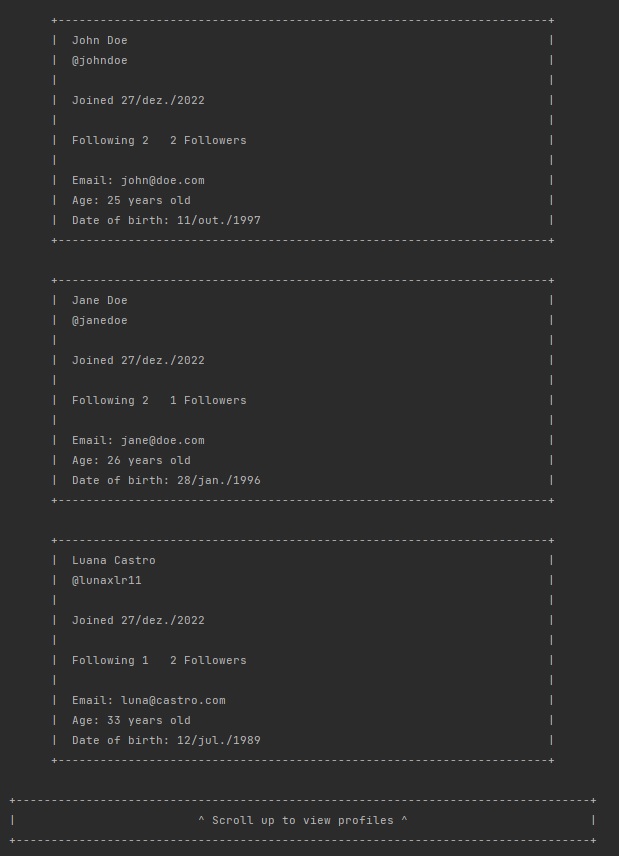 +----------------------------------------------------------------------+
|  John Doe                                                            |
|  @johndoe                                                            |
|                                                                      |
|  Joined 27/dez./2022                                                 |
|                                                                      |
|  Following 2   2 Followers                                           |
|                                                                      |
|  Email: john@doe.com                                                 |
|  Age: 25 years old                                                   |
|  Date of birth: 11/out./1997                                         |
+----------------------------------------------------------------------+
+----------------------------------------------------------------------+
|  Jane Doe                                                            |
|  @janedoe                                                            |
|                                                                      |
|  Joined 27/dez./2022                                                 |
|                                                                      |
|  Following 2   1 Followers                                           |
|                                                                      |
|  Email: jane@doe.com                                                 |
|  Age: 26 years old                                                   |
|  Date of birth: 28/jan./1996                                         |
+----------------------------------------------------------------------+
+----------------------------------------------------------------------+
|  Luana Castro                                                        |
|  @lunaxlr11                                                          |
|                                                                      |
|  Joined 27/dez./2022                                                 |
|                                                                      |
|  Following 1   2 Followers                                           |
|                                                                      |
|  Email: luna@castro.com                                              |
|  Age: 33 years old                                                   |
|  Date of birth: 12/jul./1989                                         |
+----------------------------------------------------------------------+
+----------------------------------------------------------------------------------+
|                          ^ Scroll up to view profiles ^                          |
+----------------------------------------------------------------------------------+